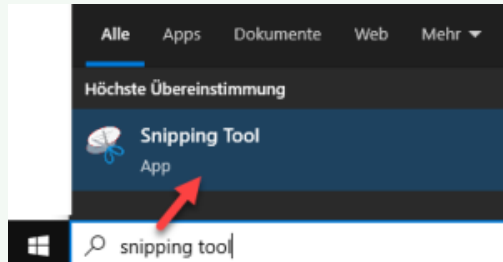 Alle Apps Dokumente Web Mehr
Höchste Übereinstimmung
Snipping Tool
App
snipping tool